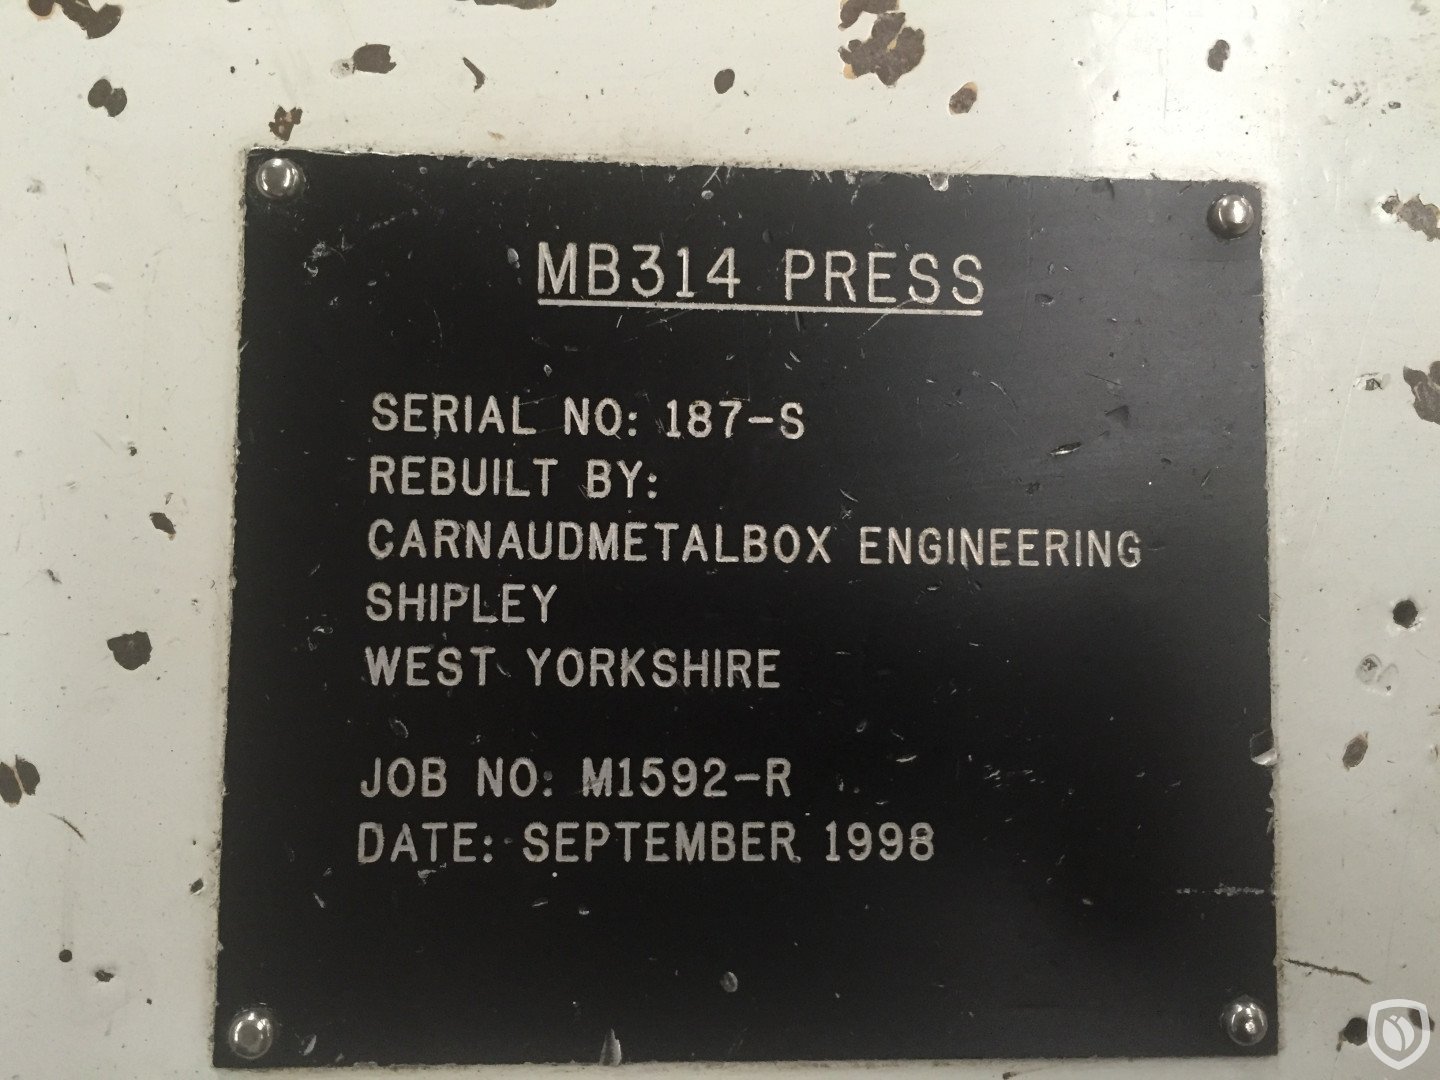 MB314 PRESS
SERIAL NO: 187-S
REBUILT BY:
CARNAUDMETALBOX ENGINEERING
SHIPLEY
WEST YORKSHIRE
JOB NO: M1592-R
DATE: SEPTEMBER 1998